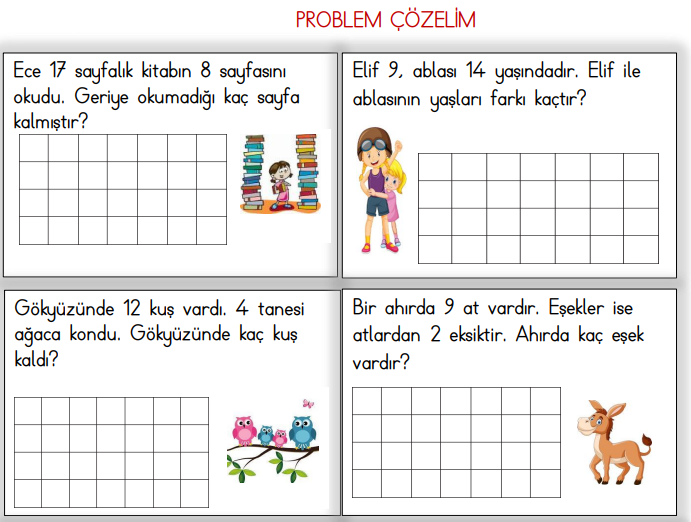 PROBLEM ÇÖZELİM
Ece 17 sayfalık kitabın 8 sayfasını
okudu. Geriye okumadığı kaç sayfa
kalmıştır?
Elif 9, ablası 14 yaşındadır. Elif ile
ablasının yaşları farkı kaçtır?
Gökyüzünde 12 kuş vardı. 4 tanesi
ağaca kondu. Gökyüzünde kaç kuş
kaldı?
Bir ahırda 9 at vardır. Eşekler ise
atlardan 2 eksiktir. Ahırda kaç eşek
vardır?